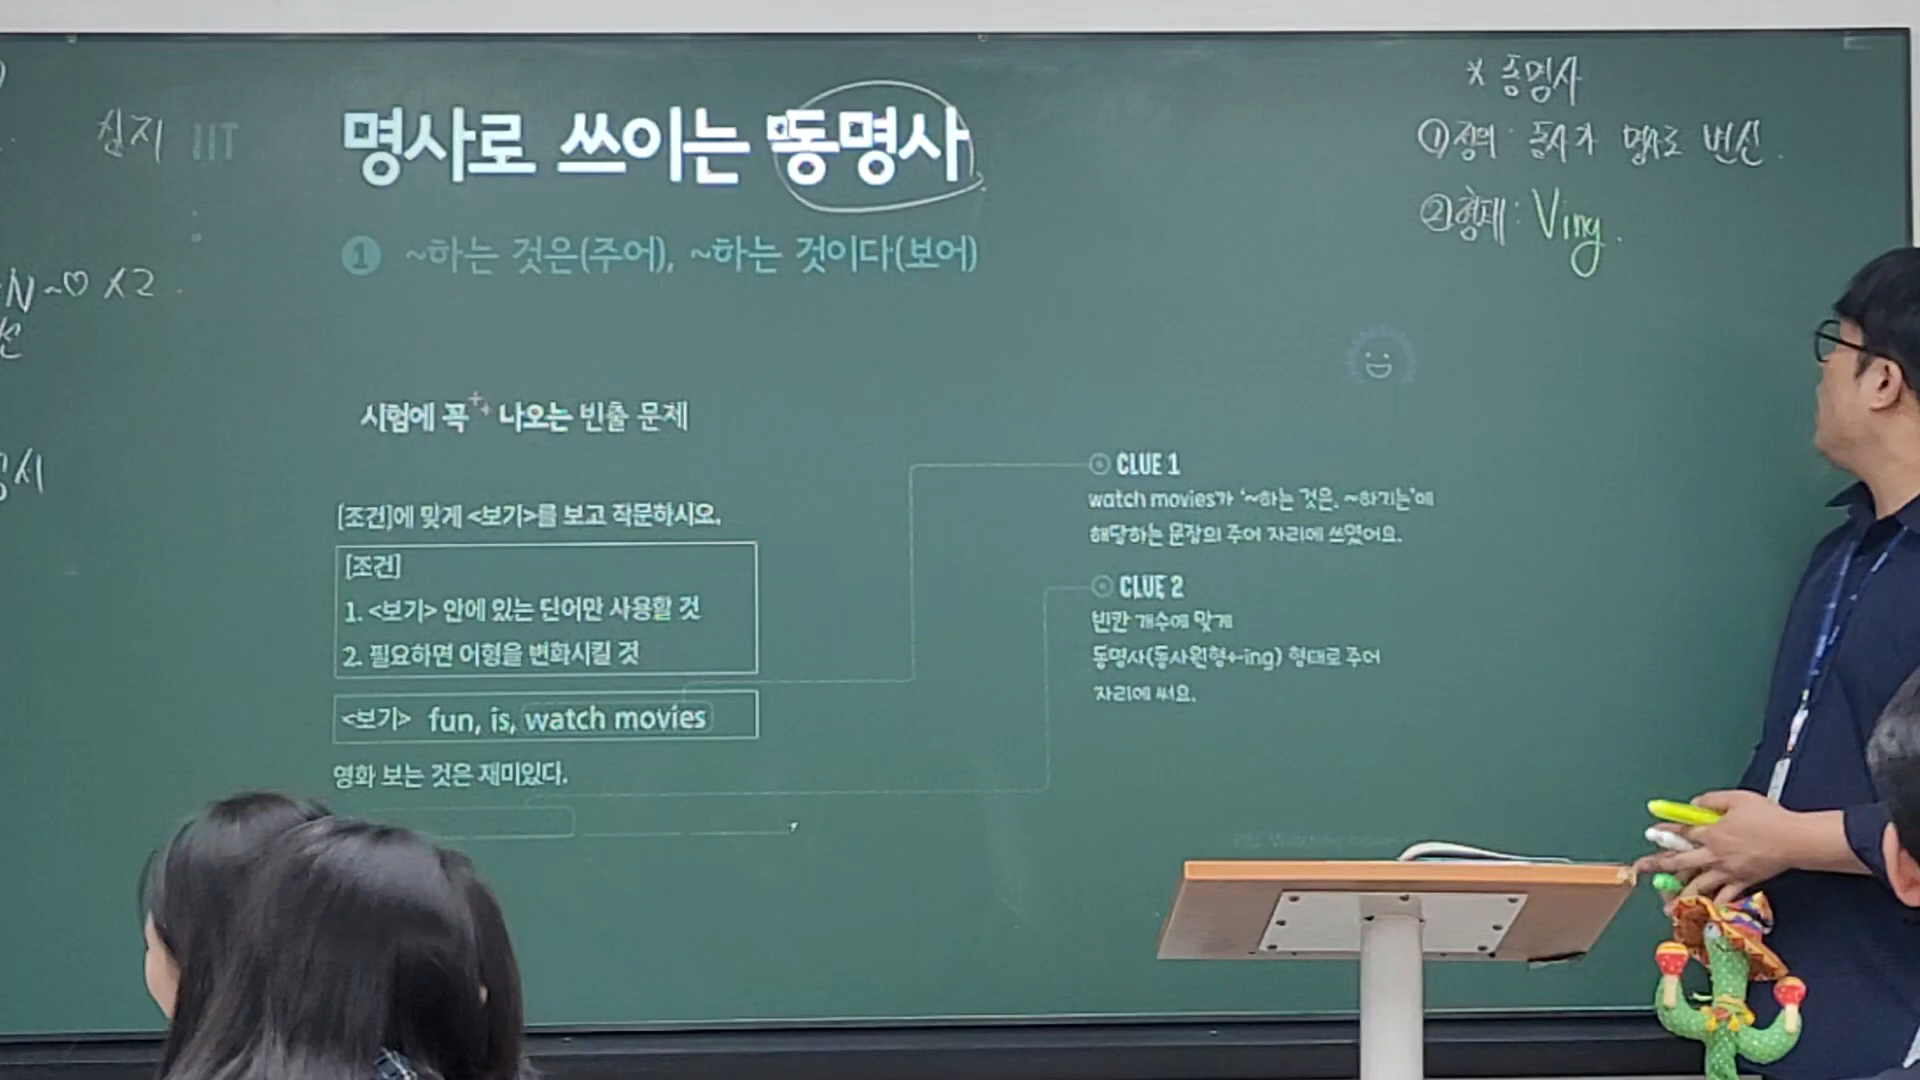 명사로 쓰이는 동명사
1 ~하는 것은(주어), ~하는 것이다(보어)
* 동명사
① 정의 : 동사가 명사로 변신.
② 형태 : Ving.
N ~♡ X2.
시험에 꼭 나오는 빈출 문제
[조건]에 맞게 <보기>를 보고 작문하시오.
[조건]
1. <보기> 안에 있는 단어만 사용할 것
2. 필요하면 어형을 변화시킬 것
<보기> fun, is, watch movies
영화 보는 것은 재미있다.
CLUE 1
watch movies가 '~하는 것은, ~하기는'에
해당하는 문장의 주어 자리에 쓰였어요.
CLUE 2
빈칸 개수에 맞게
동명사(동사원형+-ing) 형태로 주어
자리에 써요.